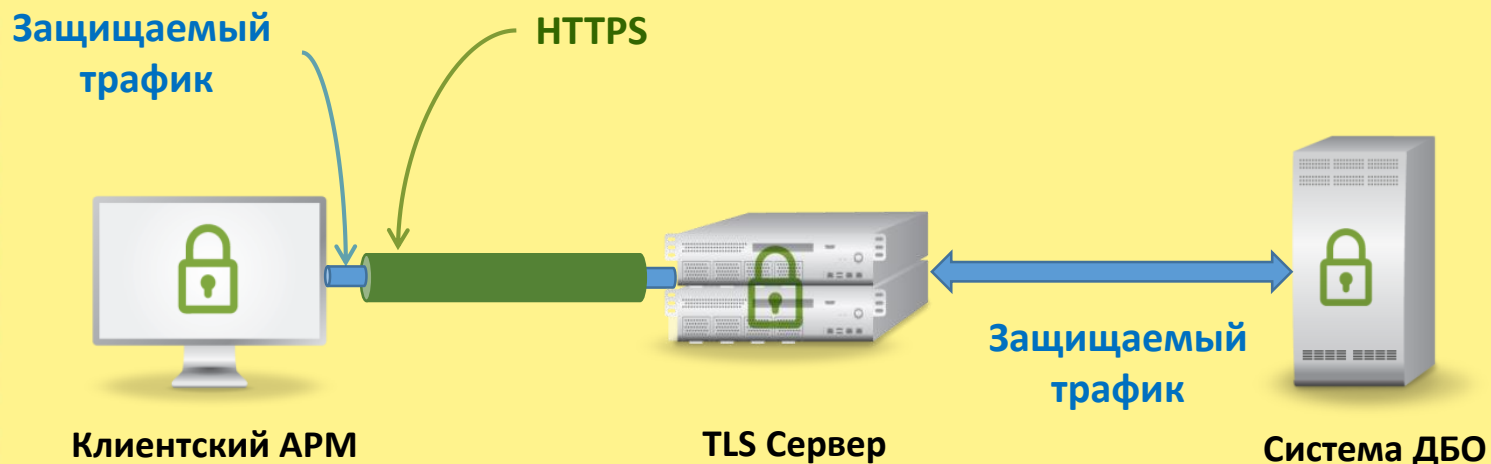 Защищаемый
трафик
HTTPS
Защищаемый
трафик
Клиентский АРМ
TLS Сервер
Система ДБО